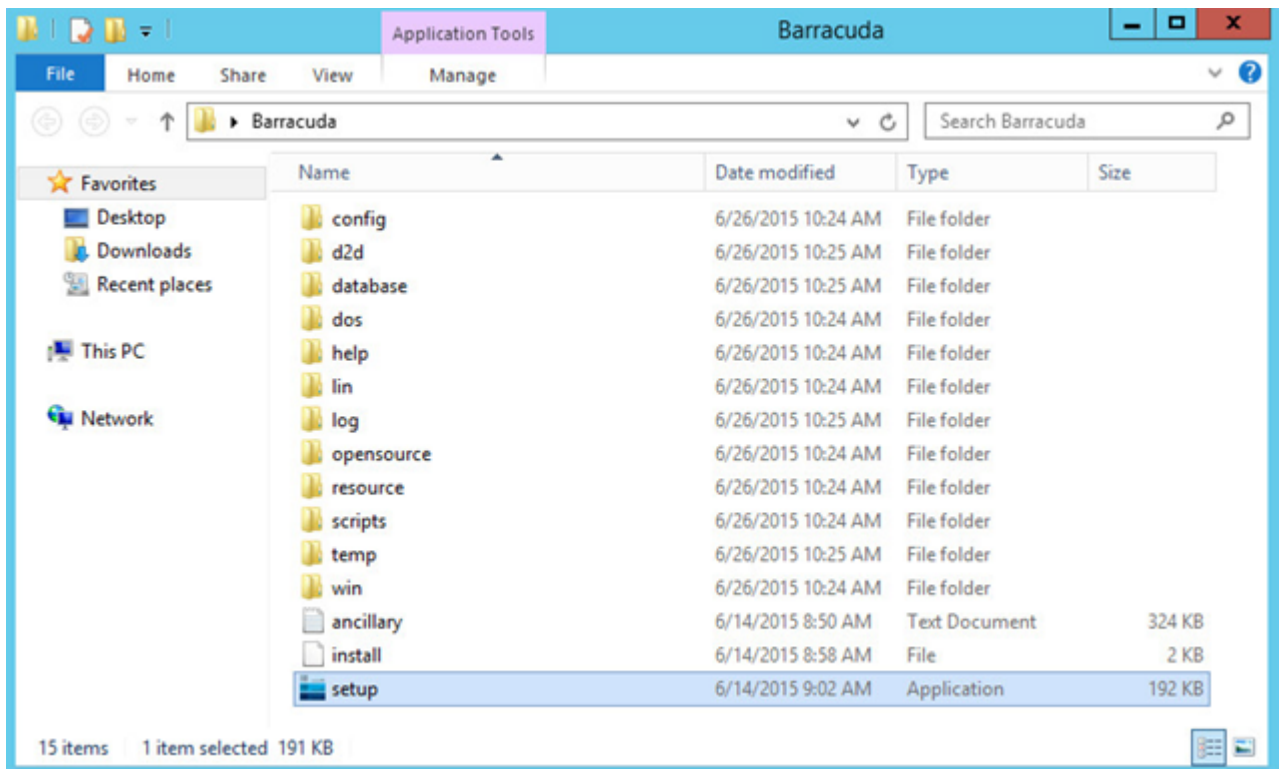 Application Tools Barracuda
File Home Share View Manage
Barracuda Search Barracuda
Favorites
Desktop
Downloads
Recent places
This PC
Network
Name Date modified Type Size
config 6/26/2015 10:24 AM File folder
d2d 6/26/2015 10:25 AM File folder
database 6/26/2015 10:25 AM File folder
dos 6/26/2015 10:24 AM File folder
help 6/26/2015 10:24 AM File folder
lin 6/26/2015 10:24 AM File folder
log 6/26/2015 10:25 AM File folder
opensource 6/26/2015 10:24 AM File folder
resource 6/26/2015 10:24 AM File folder
scripts 6/26/2015 10:24 AM File folder
temp 6/26/2015 10:25 AM File folder
win 6/26/2015 10:24 AM File folder
ancillary 6/14/2015 8:50 AM Text Document 324 KB
install 6/14/2015 8:58 AM File 2 KB
setup 6/14/2015 9:02 AM Application 192 KB
15 items 1 item selected 191 KB